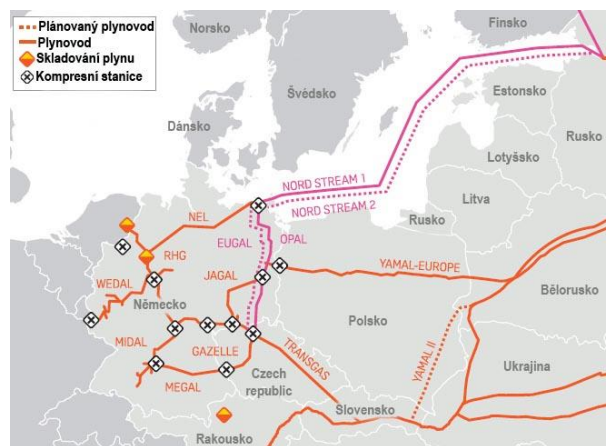 Plánovaný plynovod
Plynovod
Skladování plynu
Kompresní stanice
Norsko
Finsko
Švédsko
Estonsko
Rusko
Dánsko
Lotyšsko
NORD STREAM 1
Litva
NORD STREAM 2
NEL
Rusko
EUGAL
OPAL
RHG
YAMAL-EUROPE
JAGAL
WEDAL
Bělorusko
Německo
Polsko
MIDAL
GAZELLE
TRANSGAS
YAMAL II
Ukrajina
MEGAL
Czech
republic
Slovensko
Rakousko